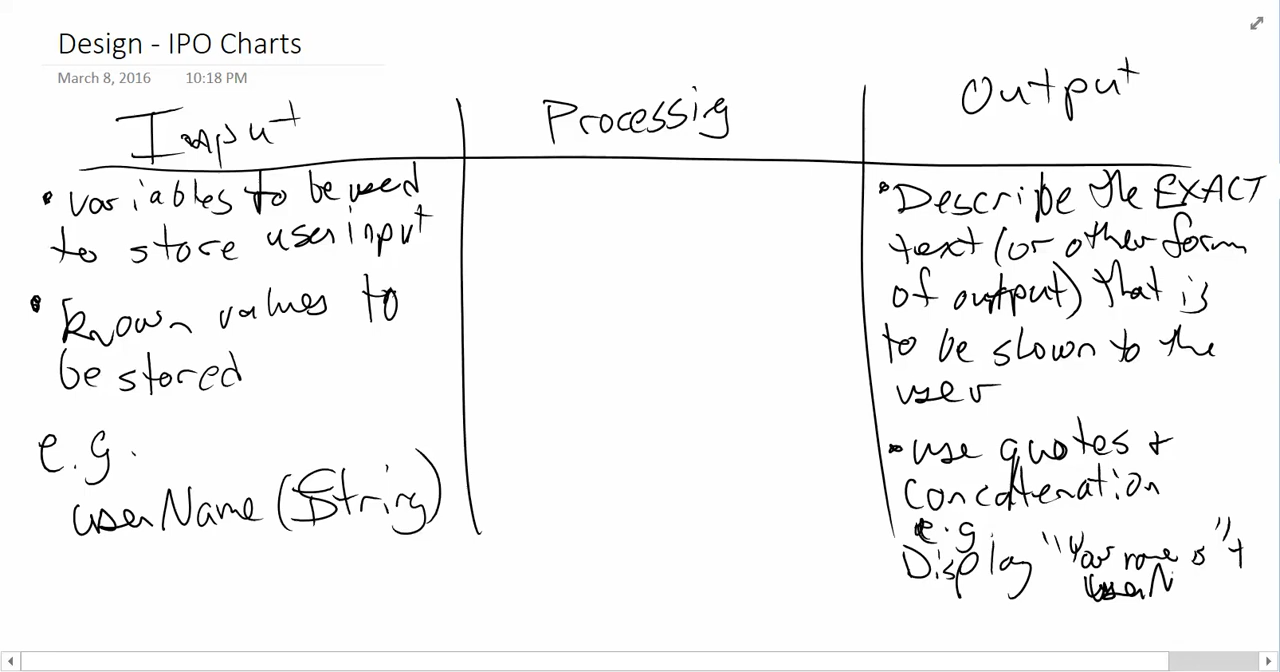 Design - IPO Charts
March 8, 2016 10:18 PM
Input
Processig
Output
• variables to be used
to store user input
• known values to
be stored
e.g.
userName (String)
• Describe the EXACT
text (or other form
of output) that is
to be shown to the
user
• use quotes +
concatenation
e.g
Display "Your name is" +
userN